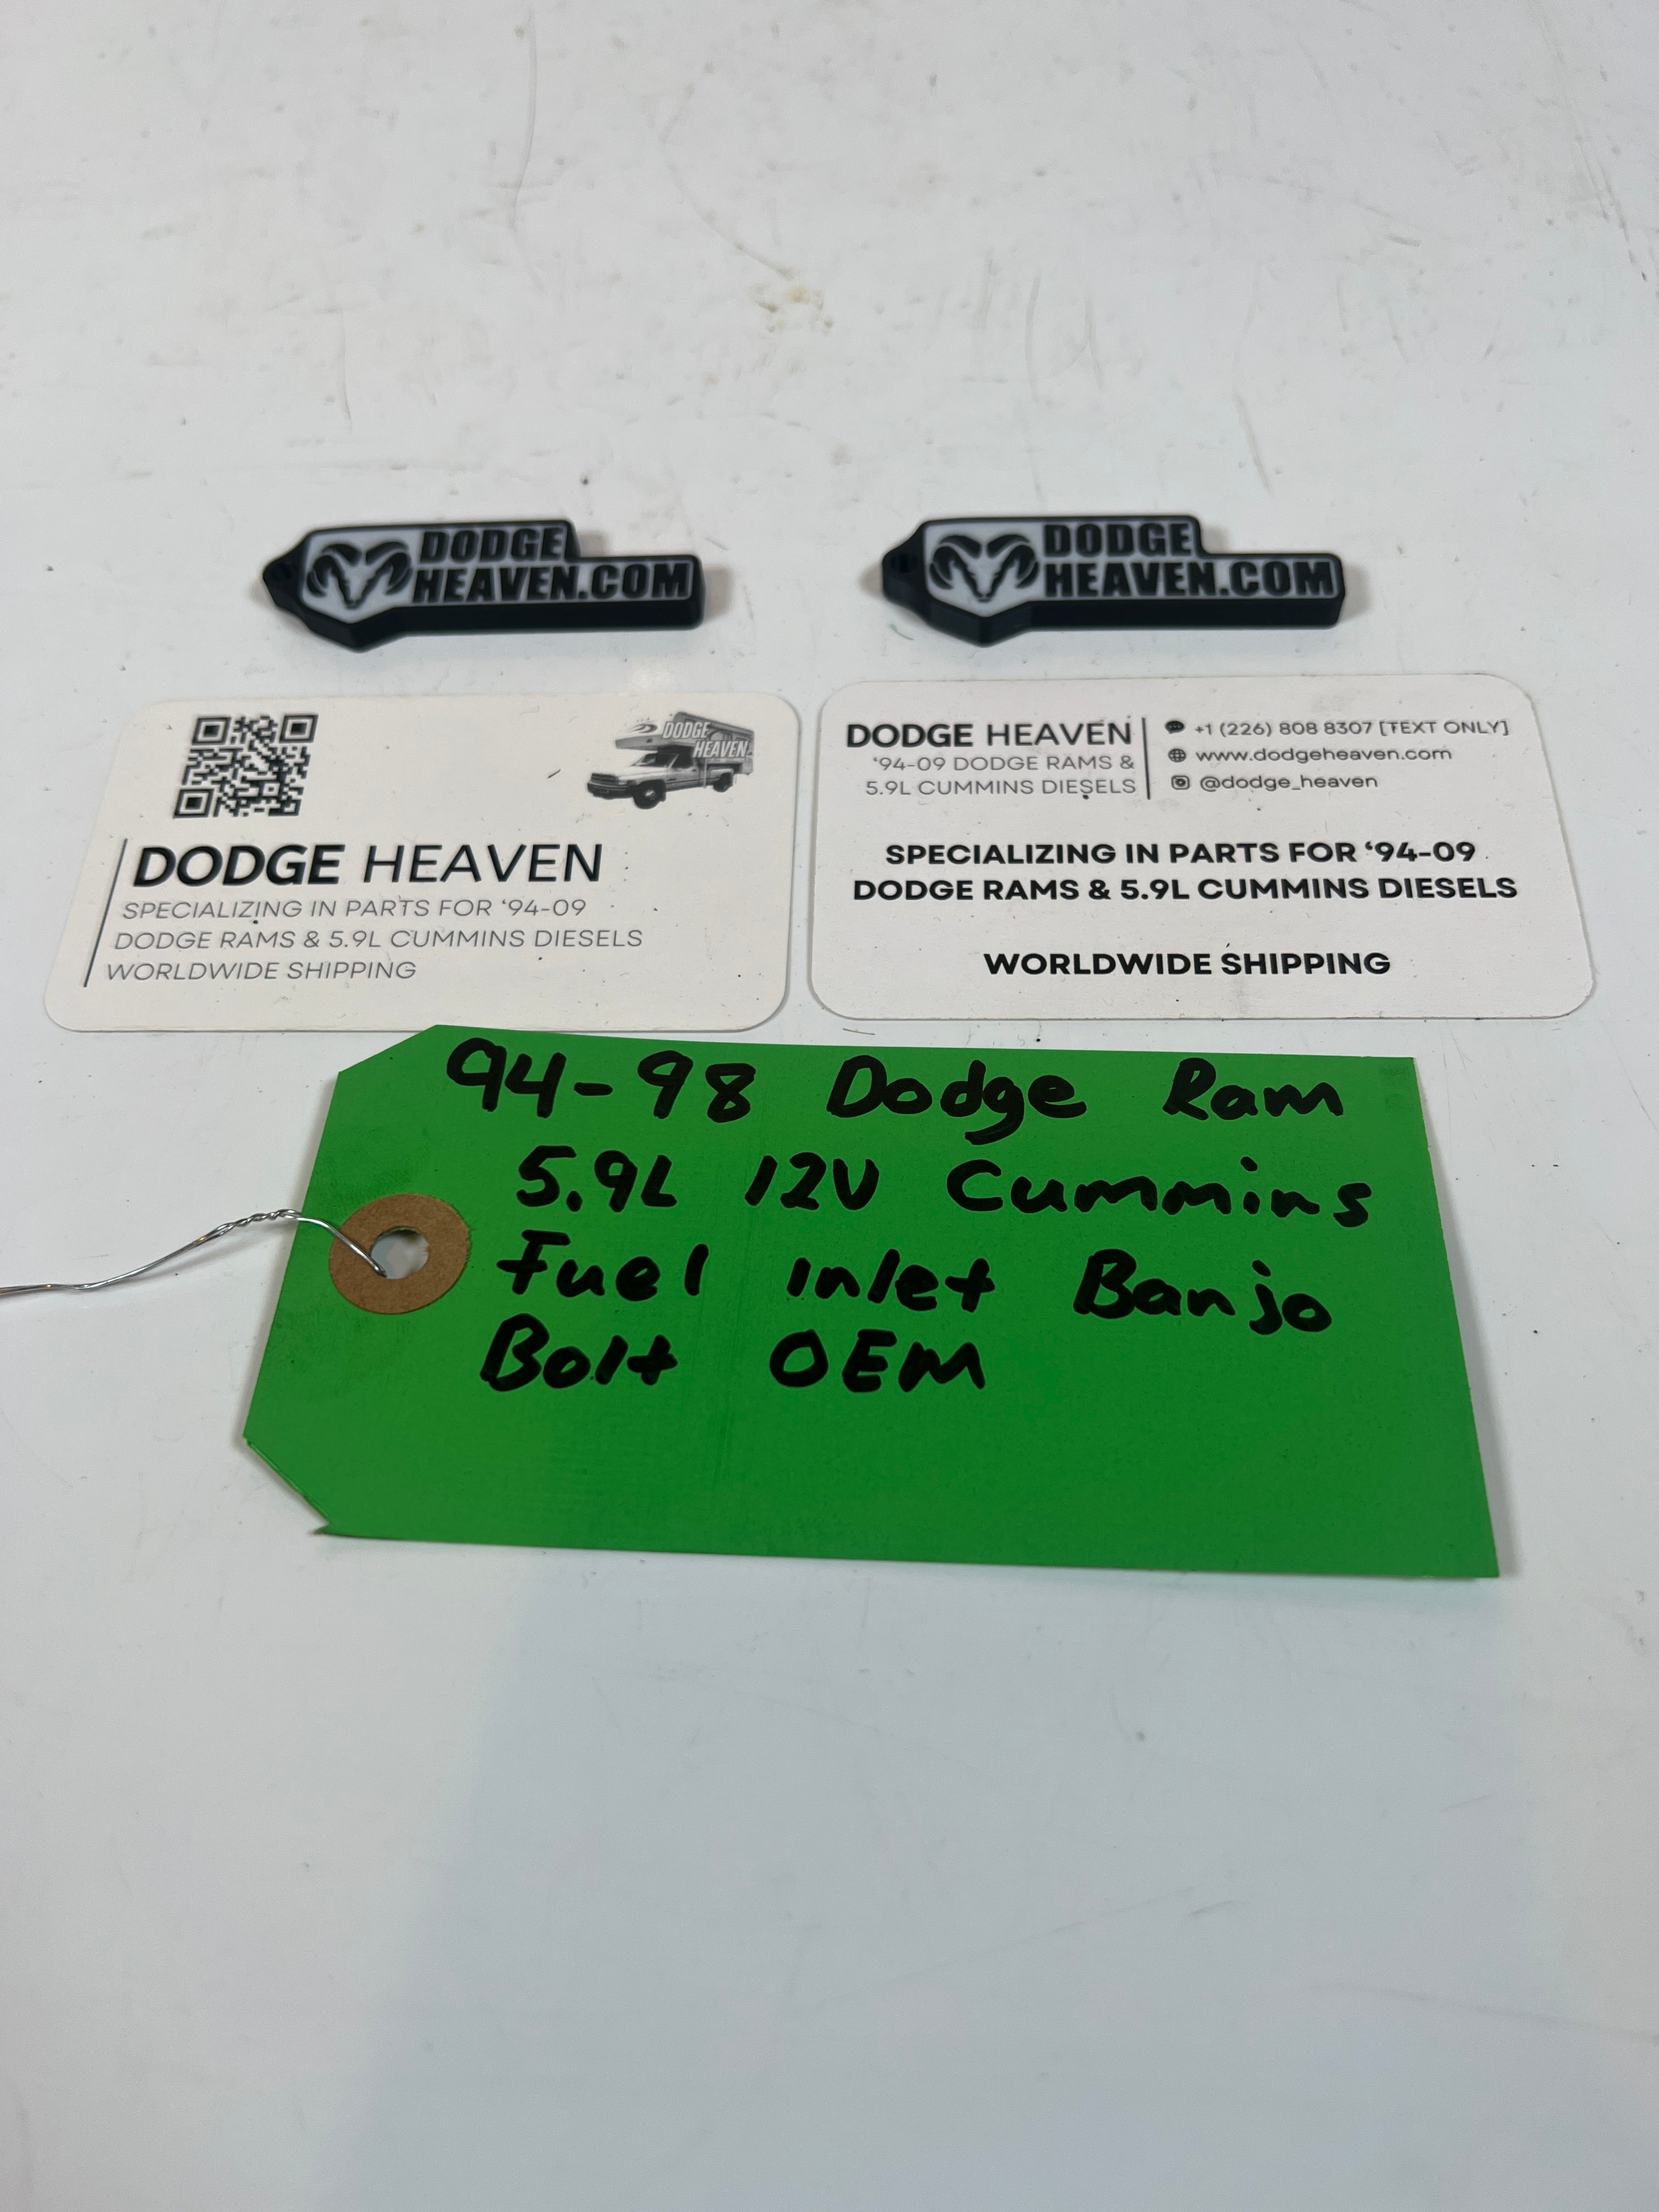 DODGE
HEAVEN.COM
DODGE
HEAVEN.COM
DODGE
HEAVEN
DODGE HEAVEN
SPECIALIZING IN PARTS FOR ‘94-09
DODGE RAMS & 5.9L CUMMINS DIESELS
WORLDWIDE SHIPPING
DODGE HEAVEN
‘94-09 DODGE RAMS &
5.9L CUMMINS DIESELS
+1 (226) 808 8307 [TEXT ONLY]
www.dodgeheaven.com
@dodge_heaven
SPECIALIZING IN PARTS FOR ‘94-09
DODGE RAMS & 5.9L CUMMINS DIESELS
WORLDWIDE SHIPPING
94-98 Dodge Ram
5.9L 12V Cummins
Fuel Inlet Banjo
Bolt OEM